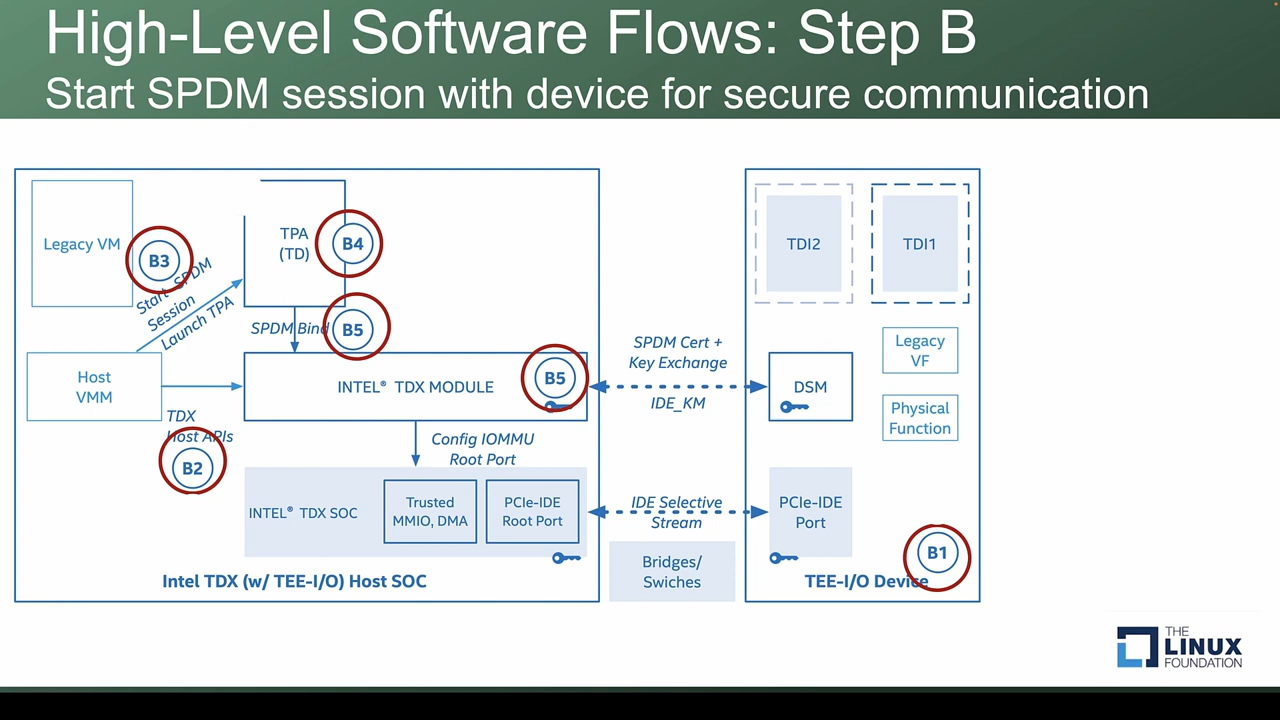 High-Level Software Flows: Step B
Start SPDM session with device for secure communication
Legacy VM
B3
Start SPDM
Session
Launch TPA
TPA
(TD)
B4
SPDM Bind
B5
Host
VMM
TDX
Host APIs
B2
INTEL® TDX MODULE
B5
Config IOMMU
Root Port
INTEL® TDX SOC
Trusted
MMIO, DMA
PCIe-IDE
Root Port
Intel TDX (w/ TEE-I/O) Host SOC
SPDM Cert +
Key Exchange
IDE_KM
IDE Selective
Stream
Bridges/
Swiches
TDI2
TDI1
Legacy
VF
DSM
Physical
Function
PCIe-IDE
Port
B1
TEE-I/O Device
THE
LINUX
FOUNDATION